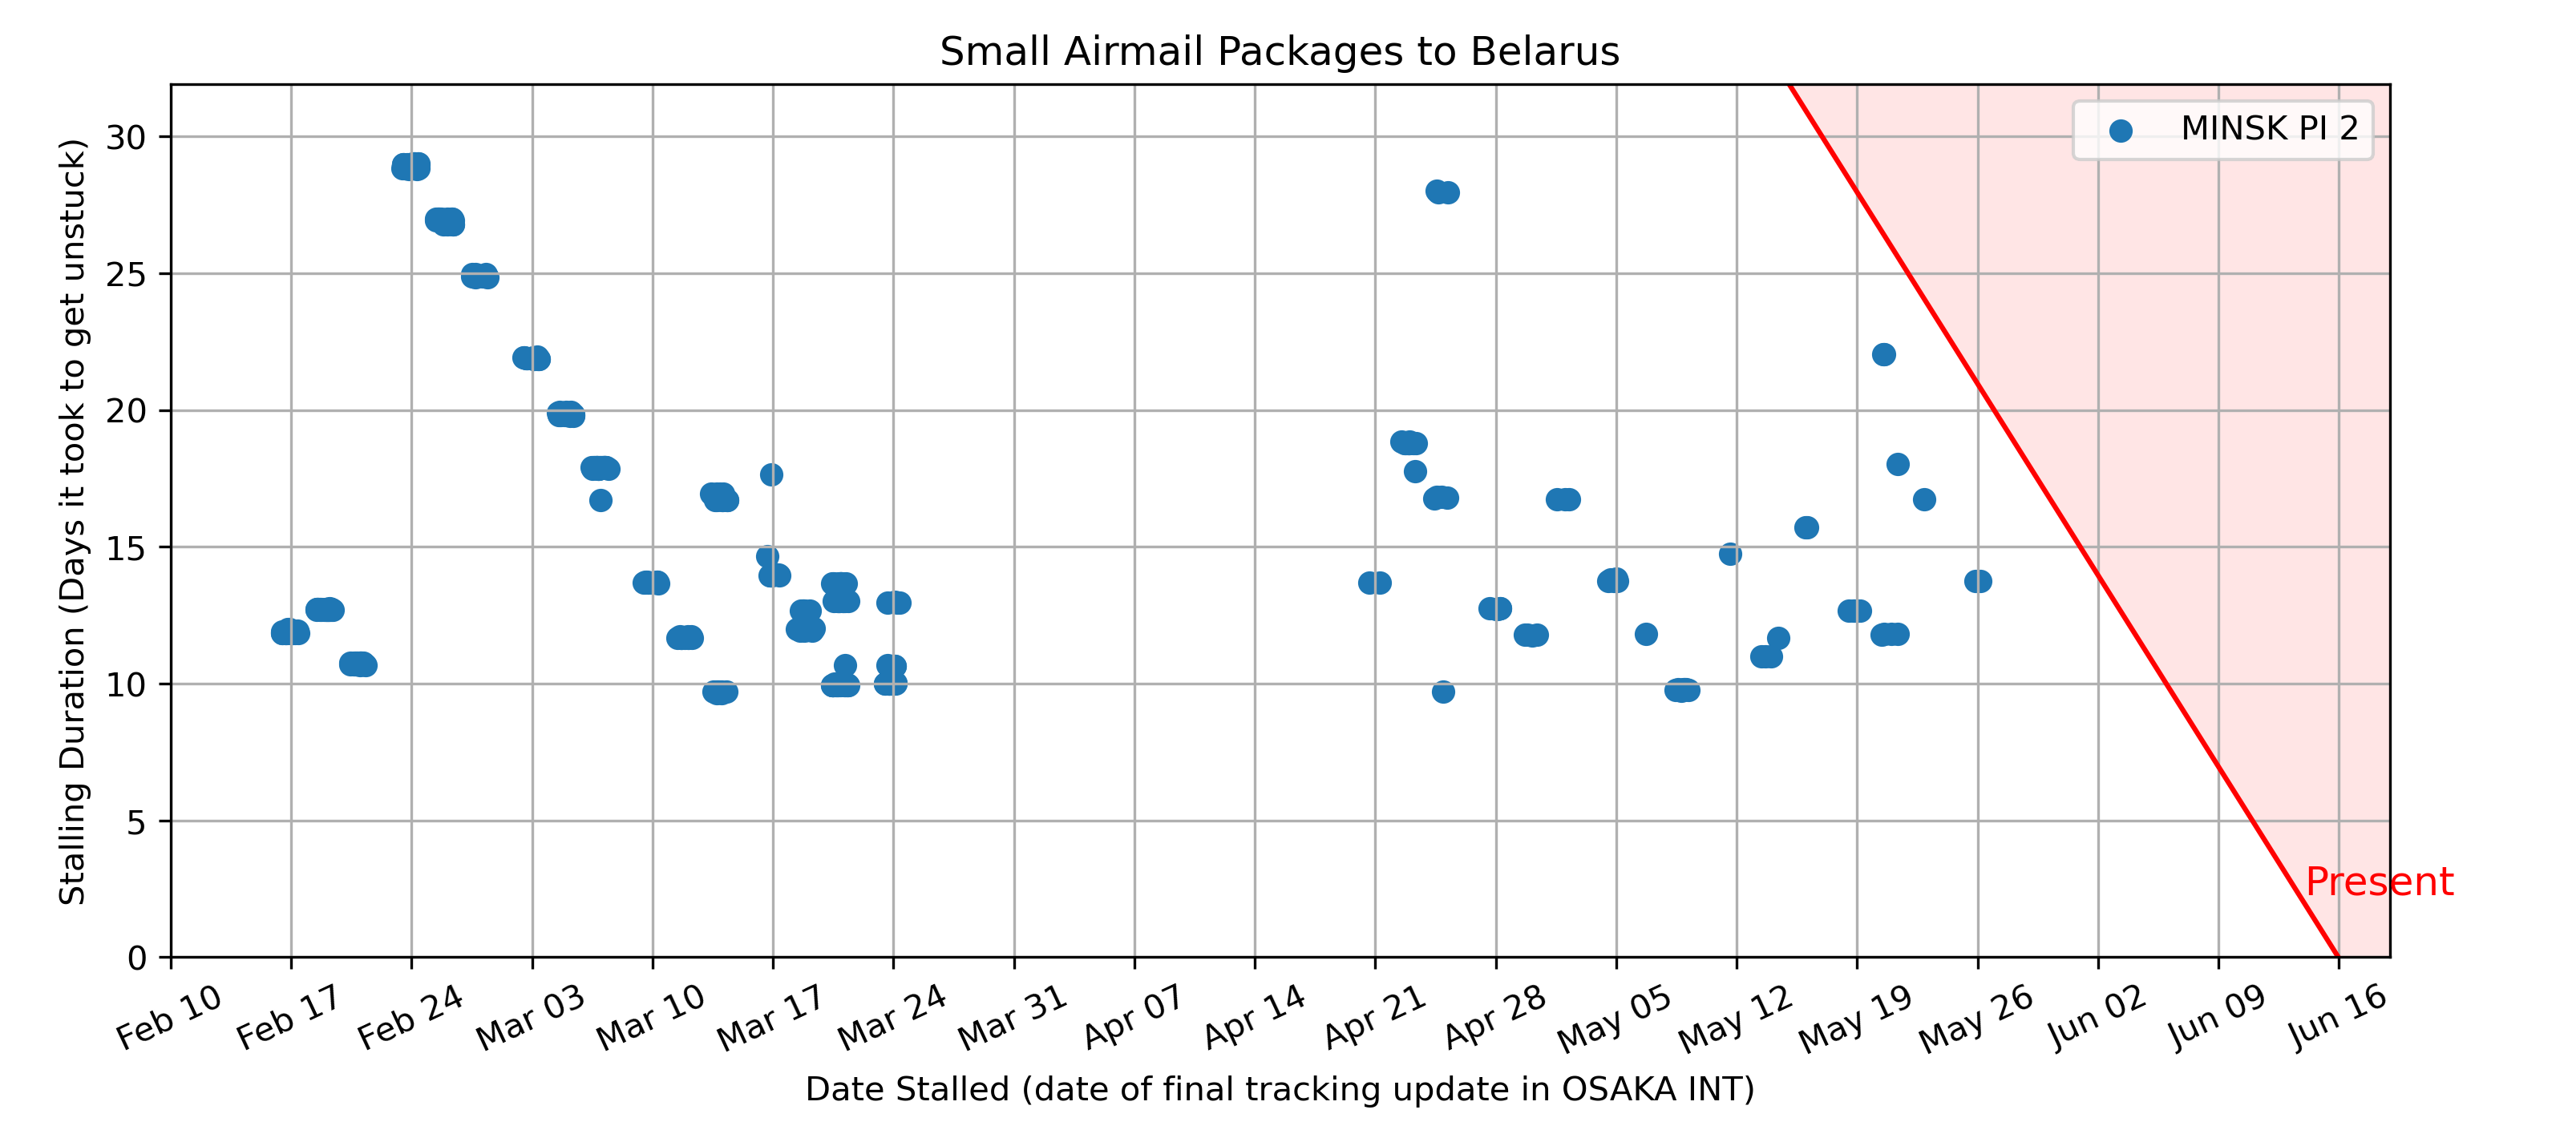 Small Airmail Packages to Belarus
MINSK PI 2
Stalling Duration (Days it took to get unstuck)
30
25
20
15
10
5
0
Present
Feb 10
Feb 17
Feb 24
Mar 03
Mar 10
Mar 17
Mar 24
Mar 31
Apr 07
Apr 14
Apr 21
Apr 28
May 05
May 12
May 19
May 26
Jun 02
Jun 09
Jun 16
Date Stalled (date of final tracking update in OSAKA INT)